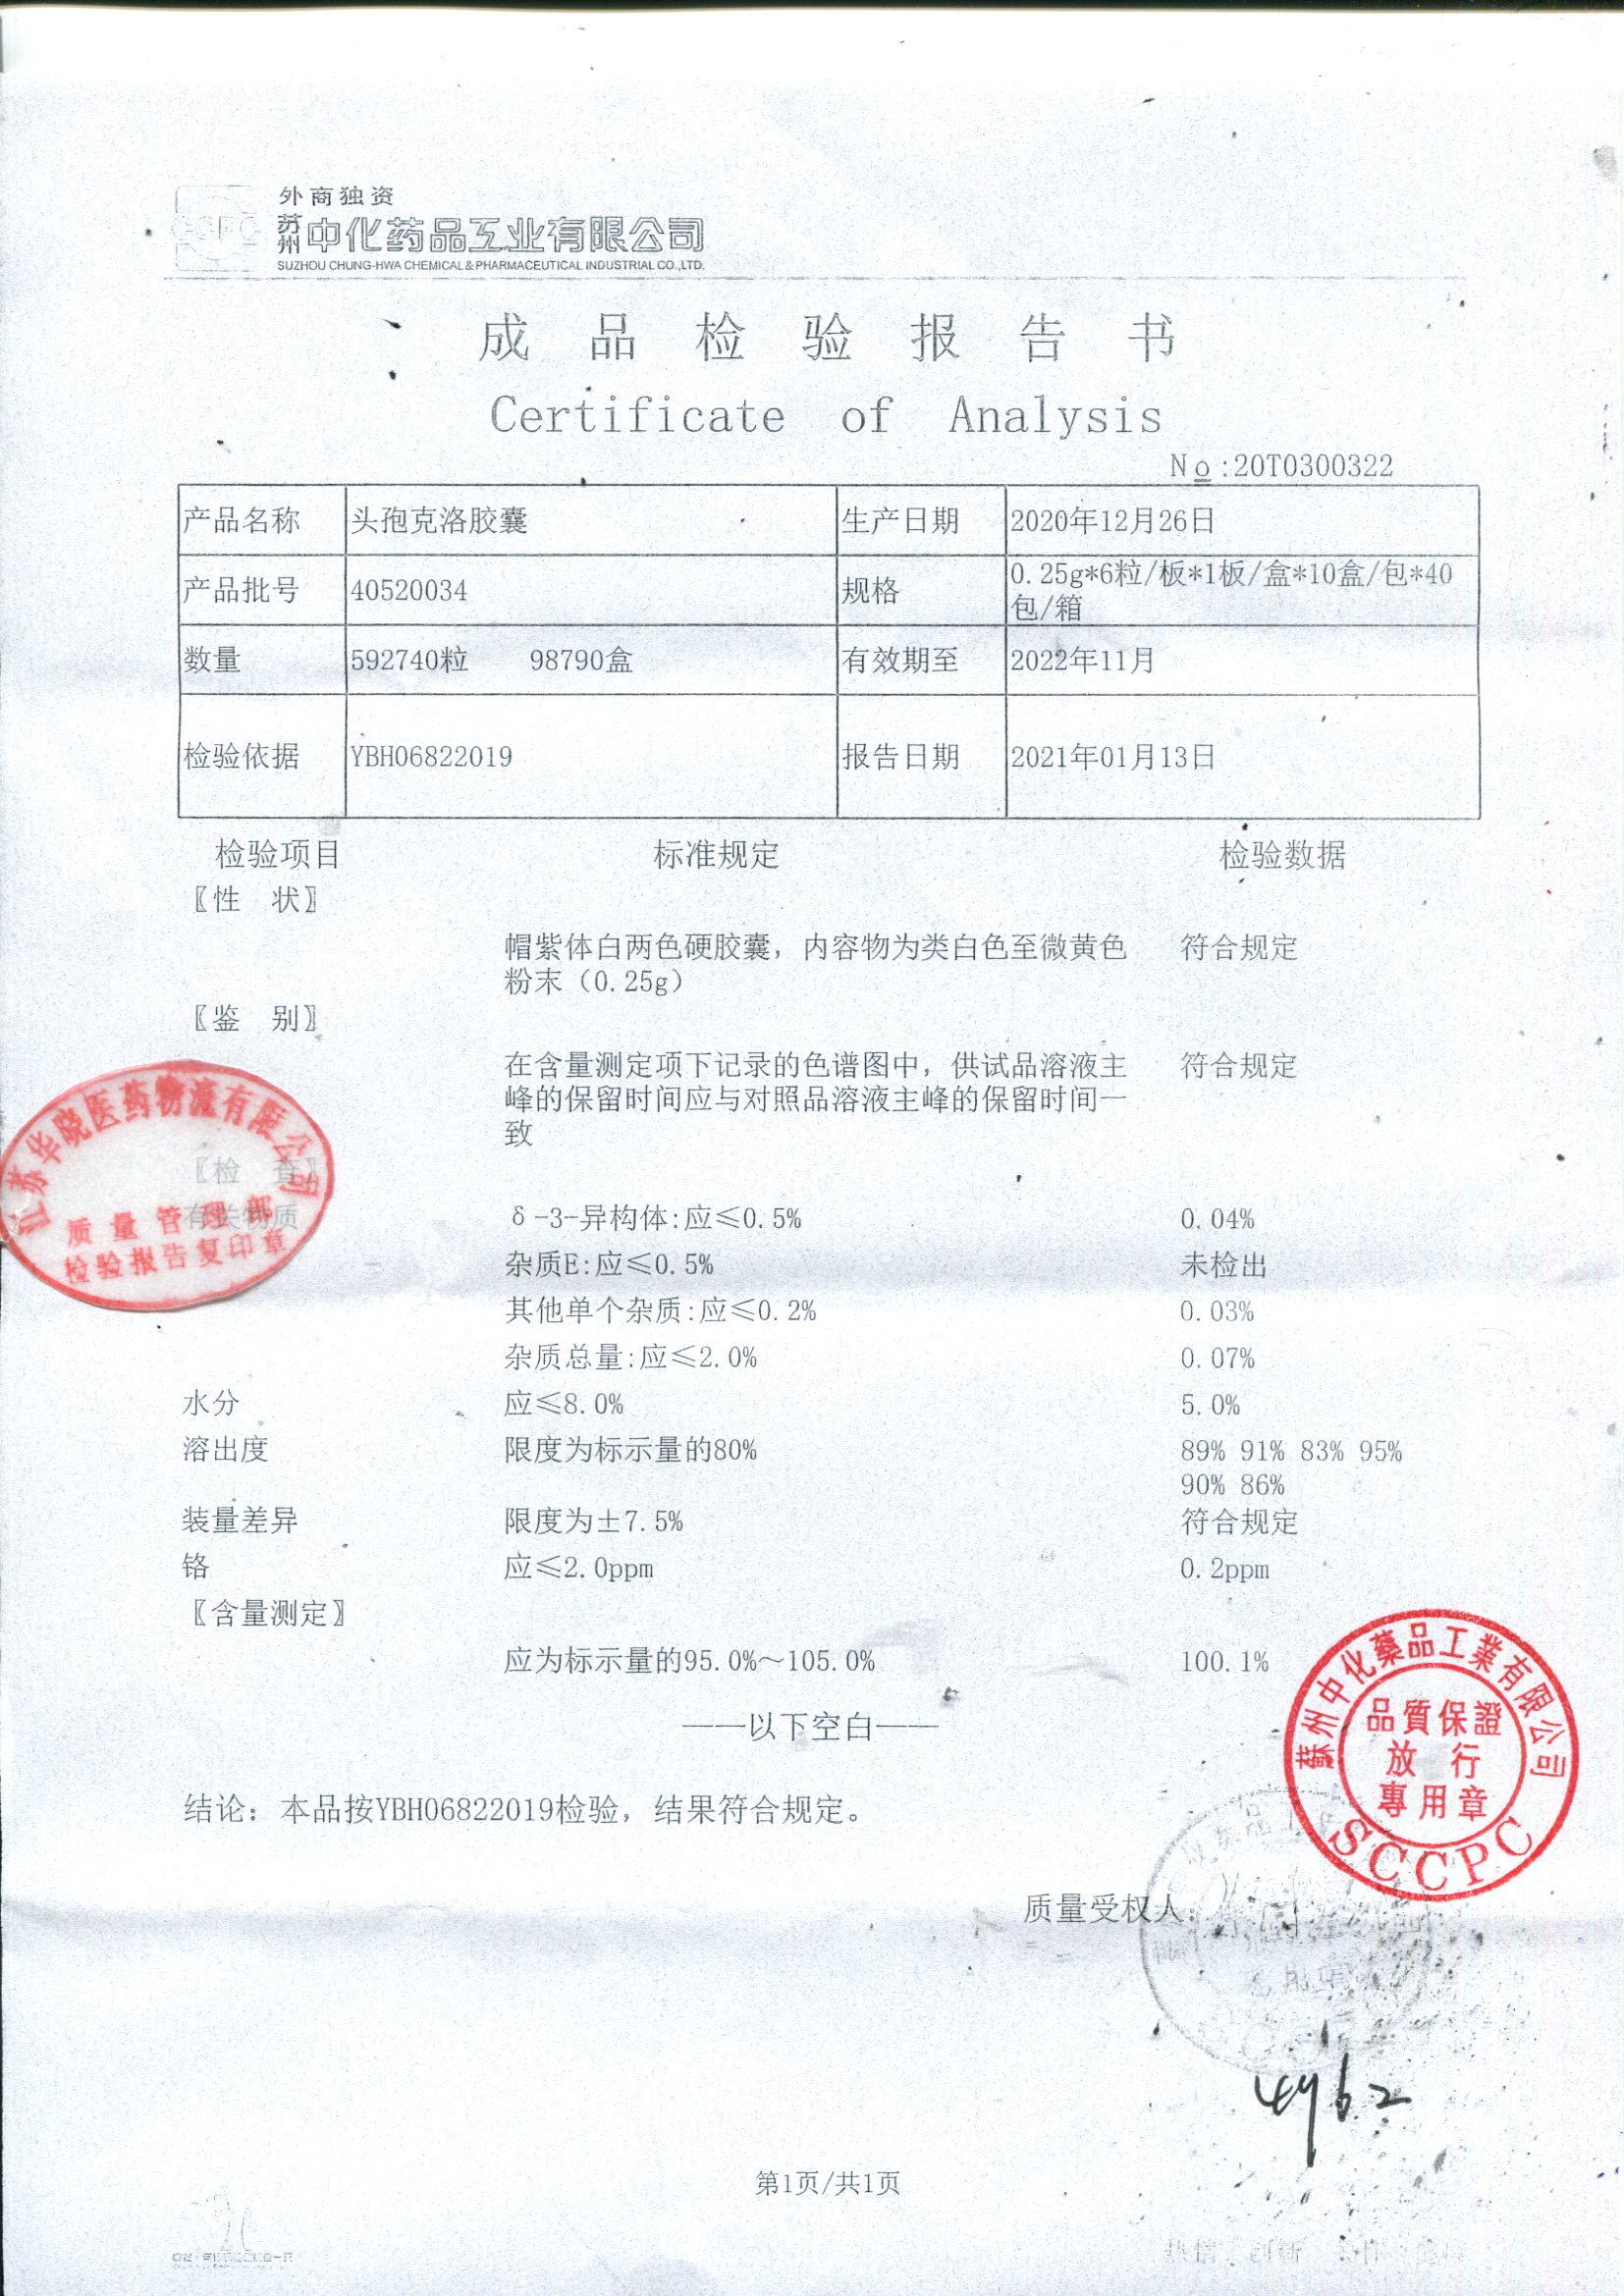 外商独资
苏州中化药品工业有限公司
SUZHOU CHUNG-HWA CHEMICAL & PHARMACEUTICAL INDUSTRIAL CO.,LTD.
成品检验报告书
Certificate of Analysis
No:20T0300322
产品名称 头孢克洛胶囊 生产日期 2020年12月26日
产品批号 40520034 规格 0.25g*6粒/板*1板/盒*10盒/包*40
包/箱
数量 592740粒 98790盒 有效期至 2022年11月
检验依据 YBH06822019 报告日期 2021年01月13日
检验项目 标准规定 检验数据
〖性 状〗
帽紫体白两色硬胶囊，内容物为类白色至微黄色 符合规定
粉末（0.25g）
〖鉴 别〗
在含量测定项下记录的色谱图中，供试品溶液主 符合规定
峰的保留时间应与对照品溶液主峰的保留时间一
致
江苏华晓医药物流有限公司
质量管理部
检验报告复印章
〖检 查〗
有关物质 δ-3-异构体:应≤0.5% 0.04%
杂质E:应≤0.5% 未检出
其他单个杂质:应≤0.2% 0.03%
杂质总量:应≤2.0% 0.07%
水分 应≤8.0% 5.0%
溶出度 限度为标示量的80% 89% 91% 83% 95%
90% 86%
装量差异 限度为±7.5% 符合规定
铬 应≤2.0ppm 0.2ppm
〖含量测定〗
应为标示量的95.0%～105.0% 100.1%
——以下空白——
结论：本品按YBH06822019检验，结果符合规定。
蘇州中化藥品工業有限公司
品質保證
放行
專用章
SCCPC
质量受权人:
4962
第1页/共1页